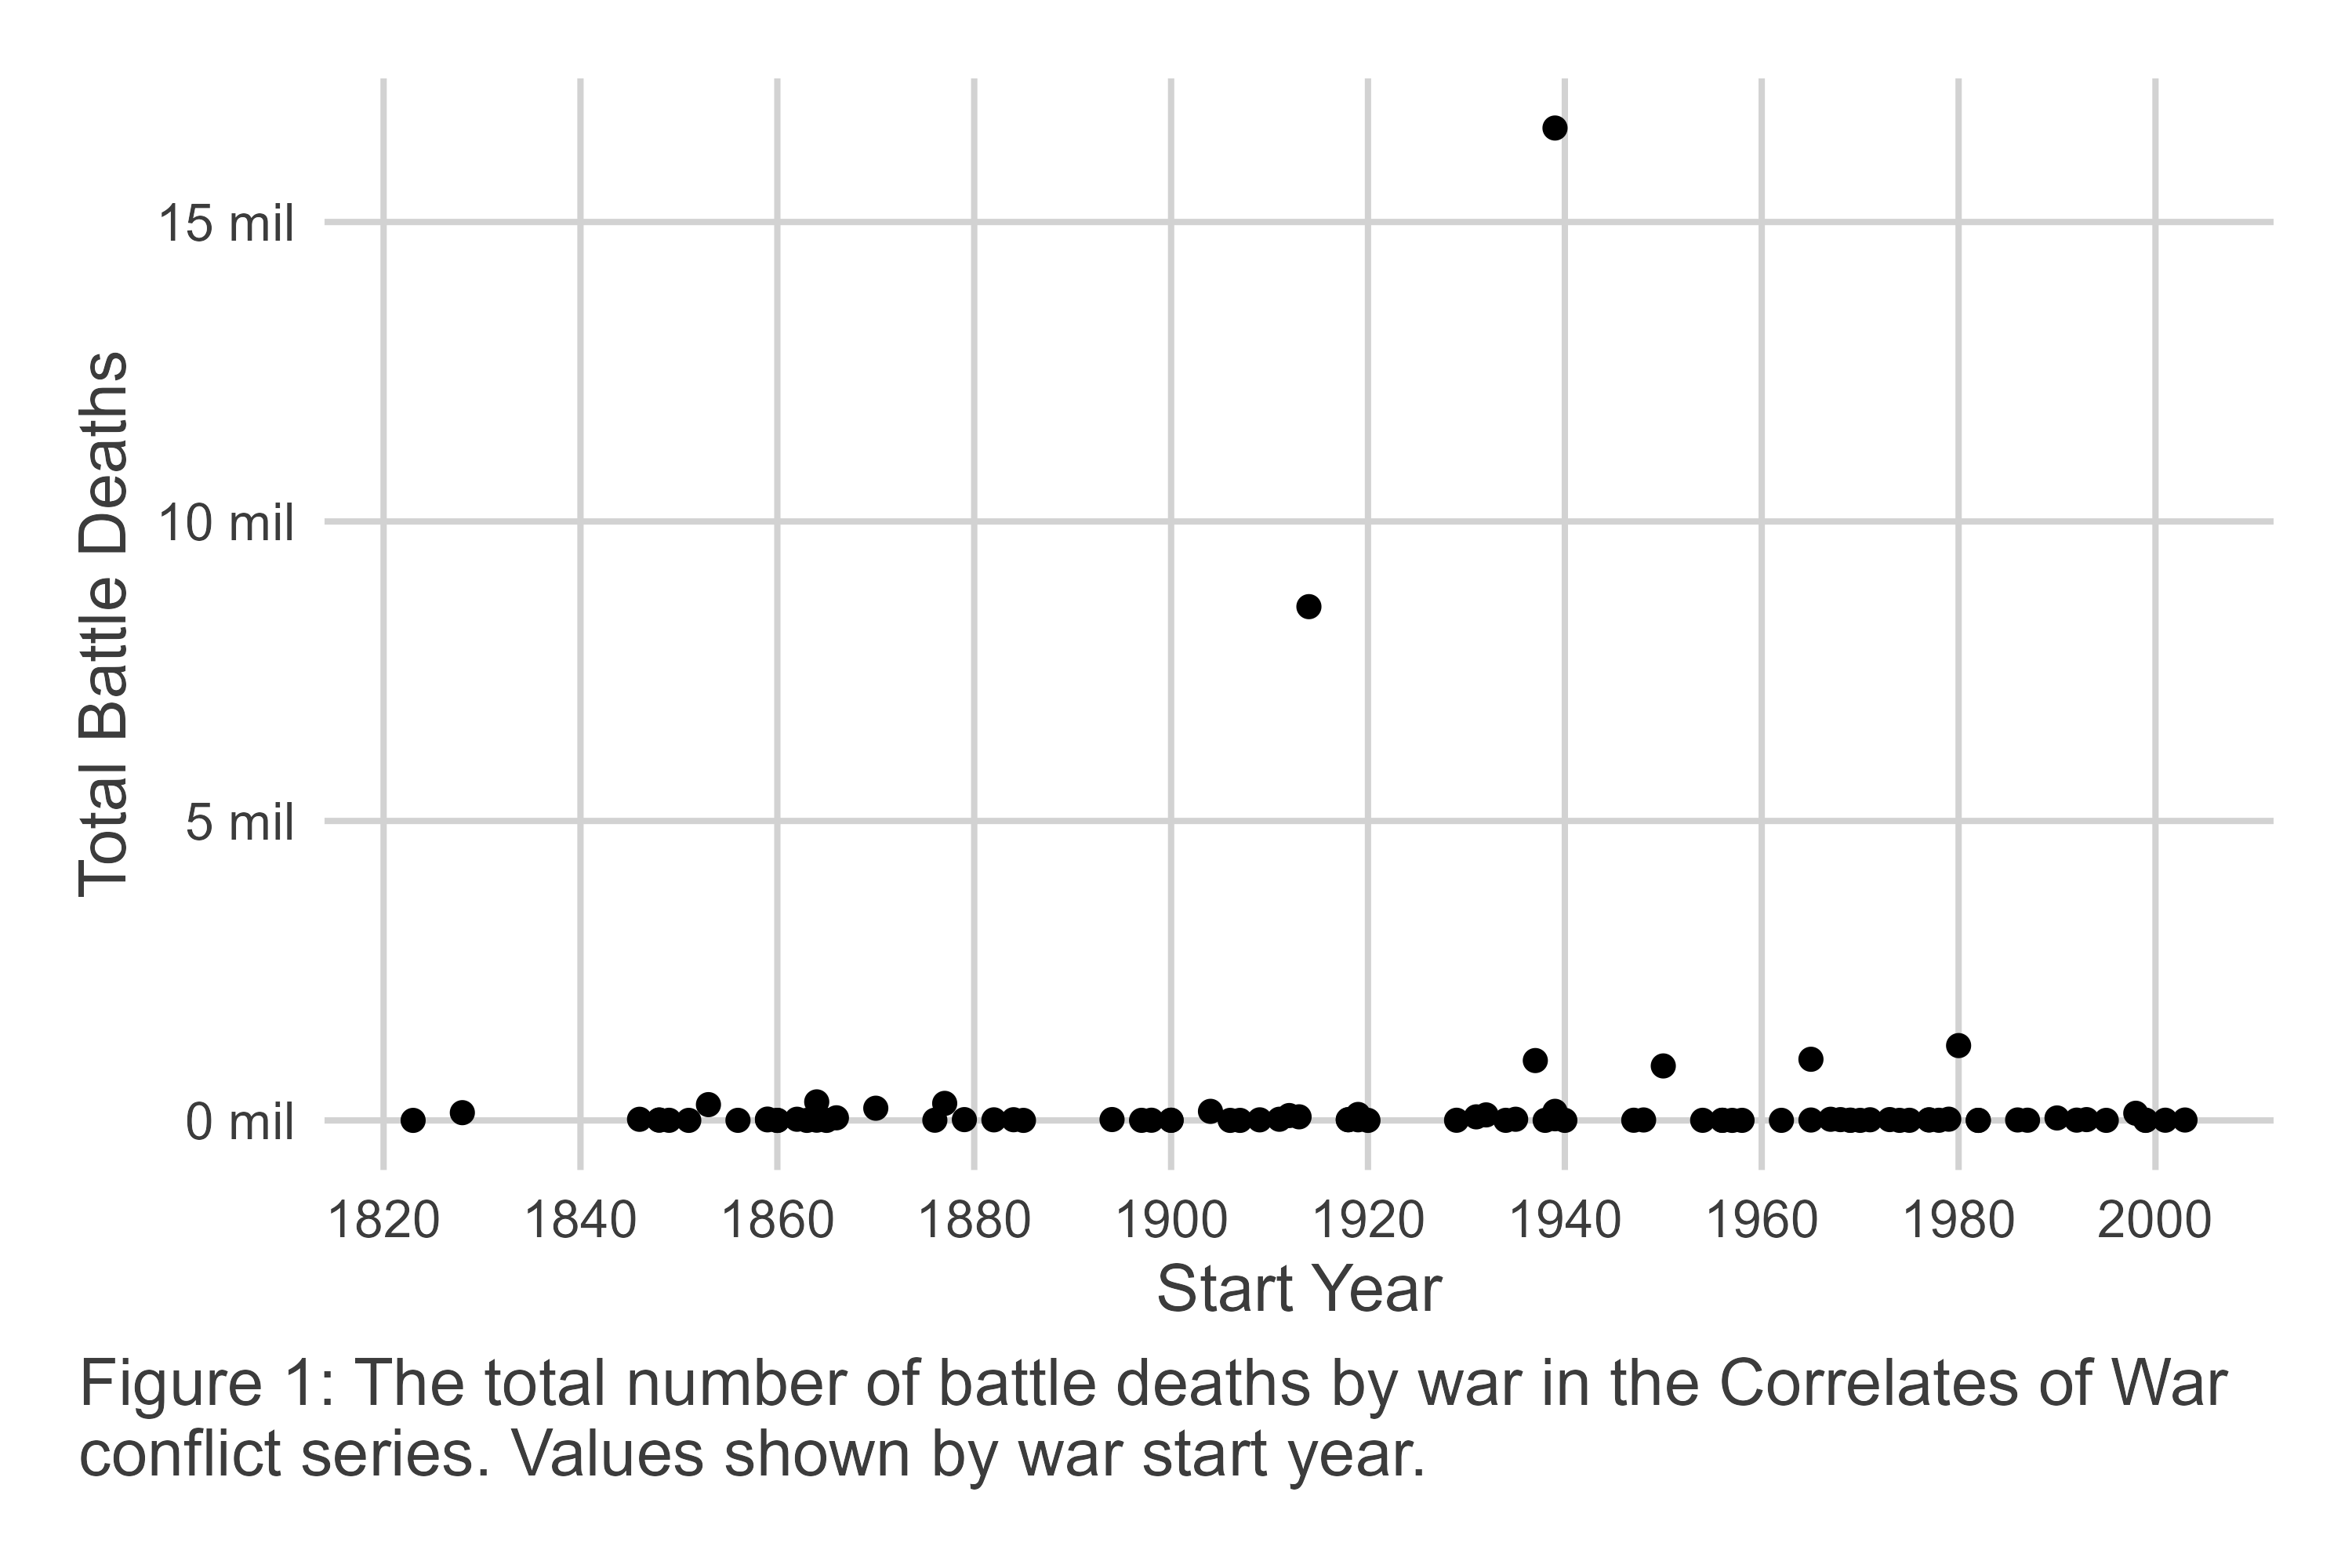 Total Battle Deaths
15 mil
10 mil
5 mil
0 mil
1820 1840 1860 1880 1900 1920 1940 1960 1980 2000
Start Year
Figure 1: The total number of battle deaths by war in the Correlates of War
conflict series. Values shown by war start year.